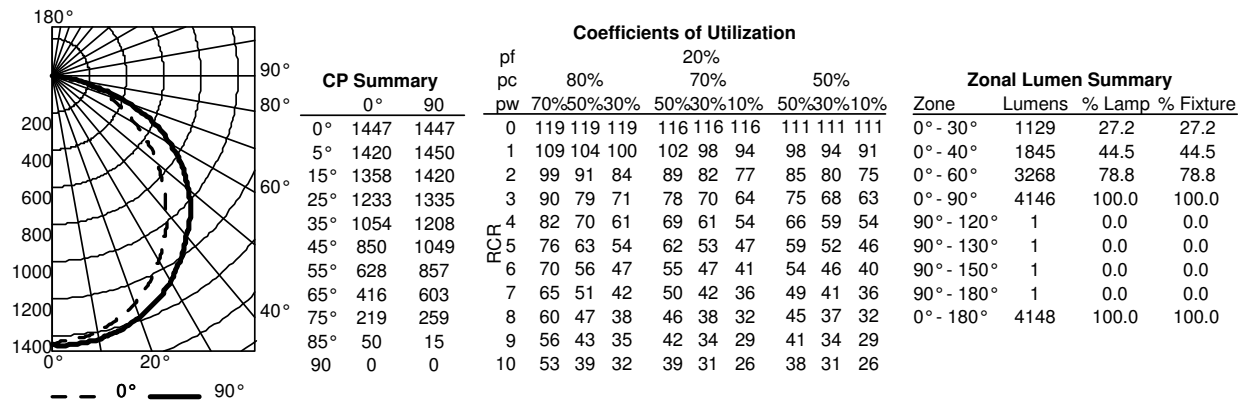 180°
90°
80°
60°
40°
200
400
600
800
1000
1200
1400
0°
20°
0°
90°
CP Summary
0° 90
0° 1447 1447
5° 1420 1450
15° 1358 1420
25° 1233 1335
35° 1054 1208
45° 850 1049
55° 628 857
65° 416 603
75° 219 259
85° 50 15
90 0 0
Coefficients of Utilization
pf 20%
pc 80% 70% 50%
pw 70%50%30% 50%30%10% 50%30%10%
RCR
0 119 119 119 116 116 116 111 111 111
1 109 104 100 102 98 94 98 94 91
2 99 91 84 89 82 77 85 80 75
3 90 79 71 78 70 64 75 68 63
4 82 70 61 69 61 54 66 59 54
5 76 63 54 62 53 47 59 52 46
6 70 56 47 55 47 41 54 46 40
7 65 51 42 50 42 36 49 41 36
8 60 47 38 46 38 32 45 37 32
9 56 43 35 42 34 29 41 34 29
10 53 39 32 39 31 26 38 31 26
Zonal Lumen Summary
Zone Lumens % Lamp % Fixture
0° - 30° 1129 27.2 27.2
0° - 40° 1845 44.5 44.5
0° - 60° 3268 78.8 78.8
0° - 90° 4146 100.0 100.0
90° - 120° 1 0.0 0.0
90° - 130° 1 0.0 0.0
90° - 150° 1 0.0 0.0
90° - 180° 1 0.0 0.0
0° - 180° 4148 100.0 100.0